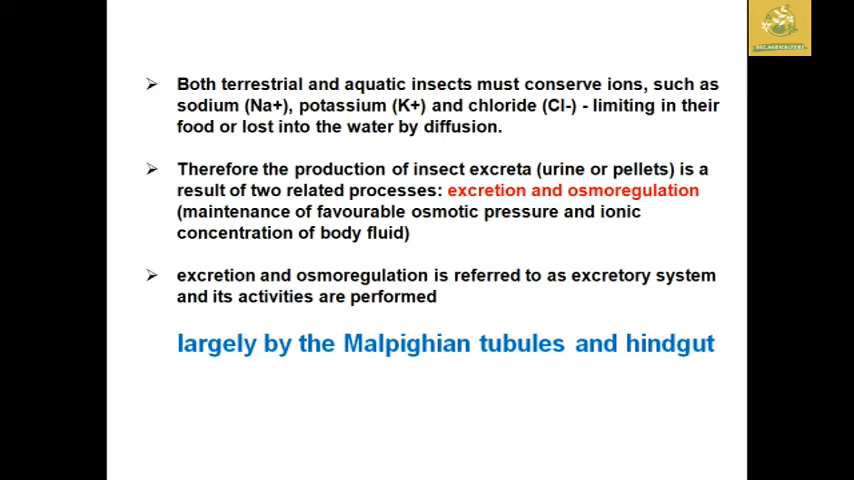 Both terrestrial and aquatic insects must conserve ions, such as
sodium (Na+), potassium (K+) and chloride (Cl-) - limiting in their
food or lost into the water by diffusion.
Therefore the production of insect excreta (urine or pellets) is a
result of two related processes: excretion and osmoregulation
(maintenance of favourable osmotic pressure and ionic
concentration of body fluid)
excretion and osmoregulation is referred to as excretory system
and its activities are performed
largely by the Malpighian tubules and hindgut